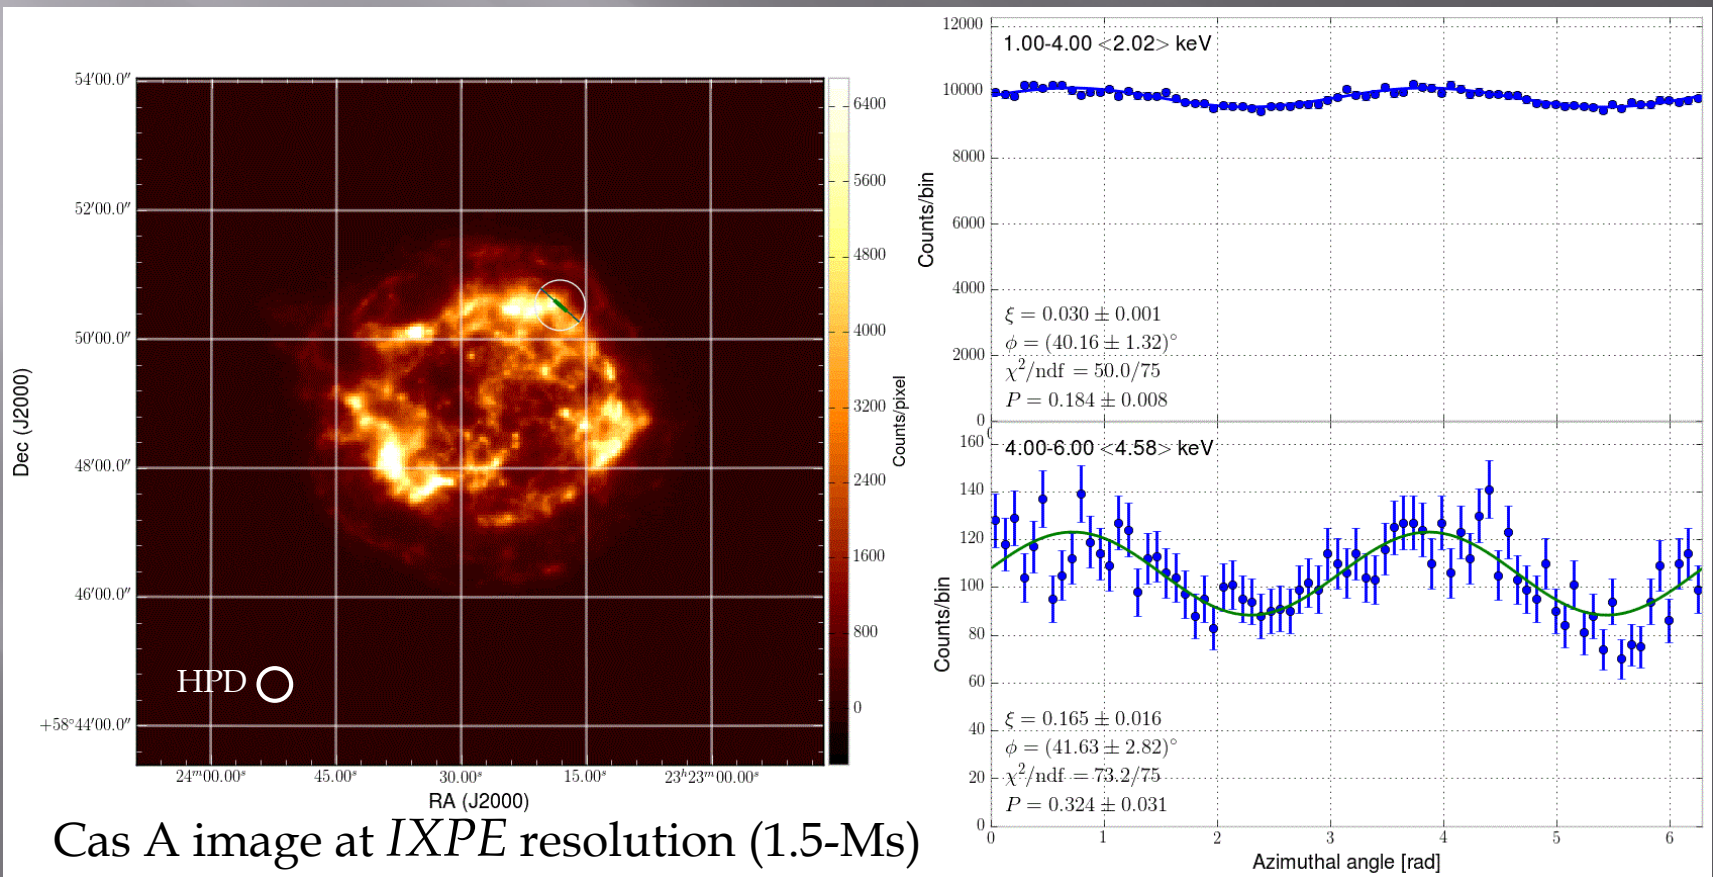 54′00.0″
52′00.0″
50′00.0″
48′00.0″
46′00.0″
+58°44′00.0″
Dec (J2000)
24ᵐ00.00ˢ 45.00ˢ 30.00ˢ 15.00ˢ 23ʰ23ᵐ00.00ˢ
RA (J2000)
HPD
6400
5600
4800
4000
3200
2400
1600
800
0
Counts/pixel
Cas A image at IXPE resolution (1.5-Ms)
1.00-4.00 <2.02> keV
12000
10000
8000
6000
4000
2000
0
Counts/bin
ξ = 0.030 ± 0.001
ϕ = (40.16 ± 1.32)°
χ²/ndf = 50.0/75
P = 0.184 ± 0.008
0
4.00-6.00 <4.58> keV
160
140
120
100
80
60
40
20
0
Counts/bin
ξ = 0.165 ± 0.016
ϕ = (41.63 ± 2.82)°
χ²/ndf = 73.2/75
P = 0.324 ± 0.031
0 1 2 3 4 5 6
Azimuthal angle [rad]